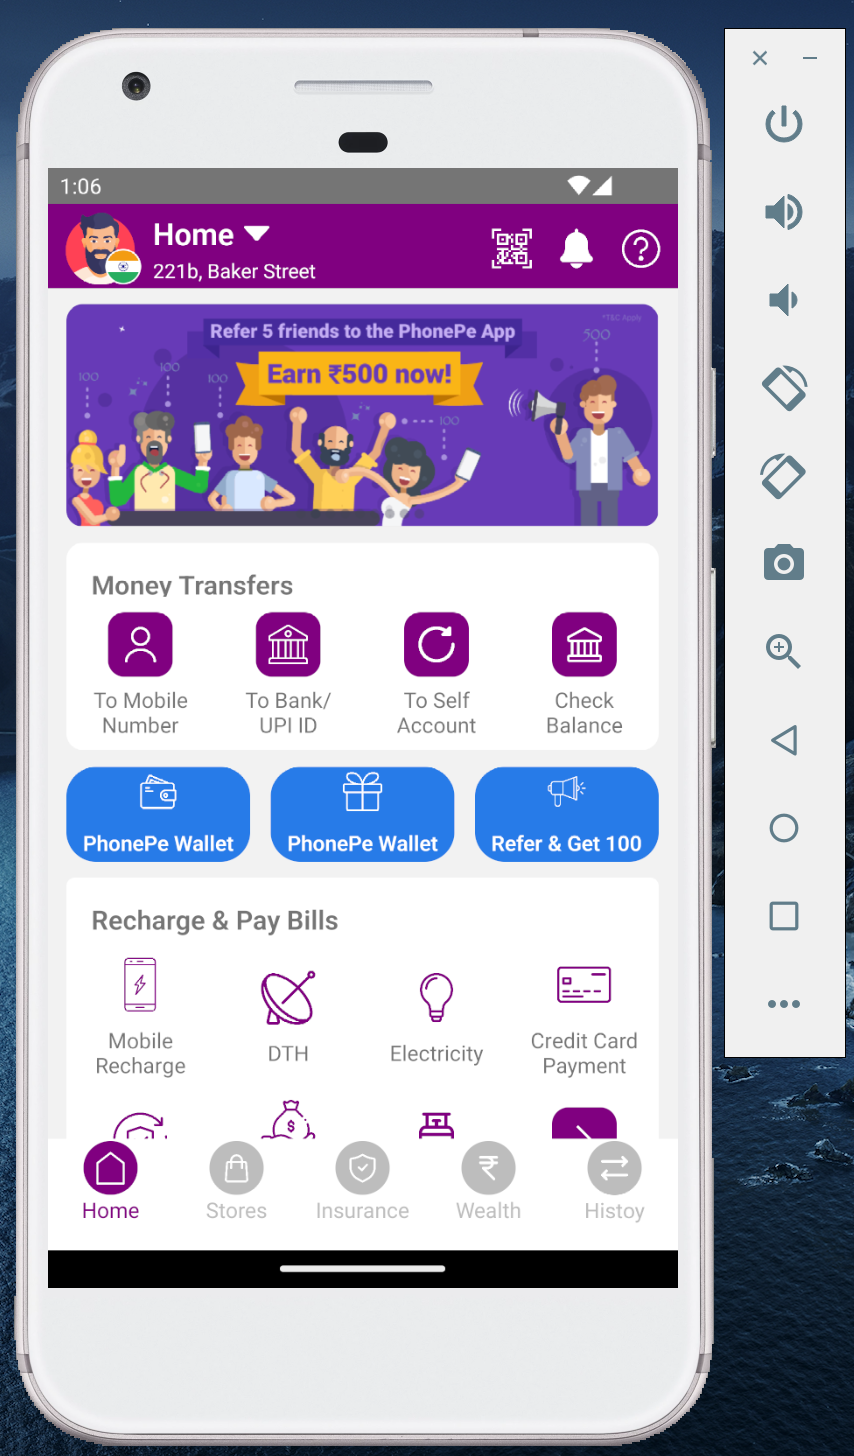 1:06
Home
221b, Baker Street
*T&C Apply
Refer 5 friends to the PhonePe App
500
Earn ₹500 now!
100
100
100
100
Money Transfers
To Mobile
Number
To Bank/
UPI ID
To Self
Account
Check
Balance
PhonePe Wallet
PhonePe Wallet
Refer & Get 100
Recharge & Pay Bills
Mobile
Recharge
DTH
Electricity
Credit Card
Payment
Home
Stores
Insurance
Wealth
Histoy